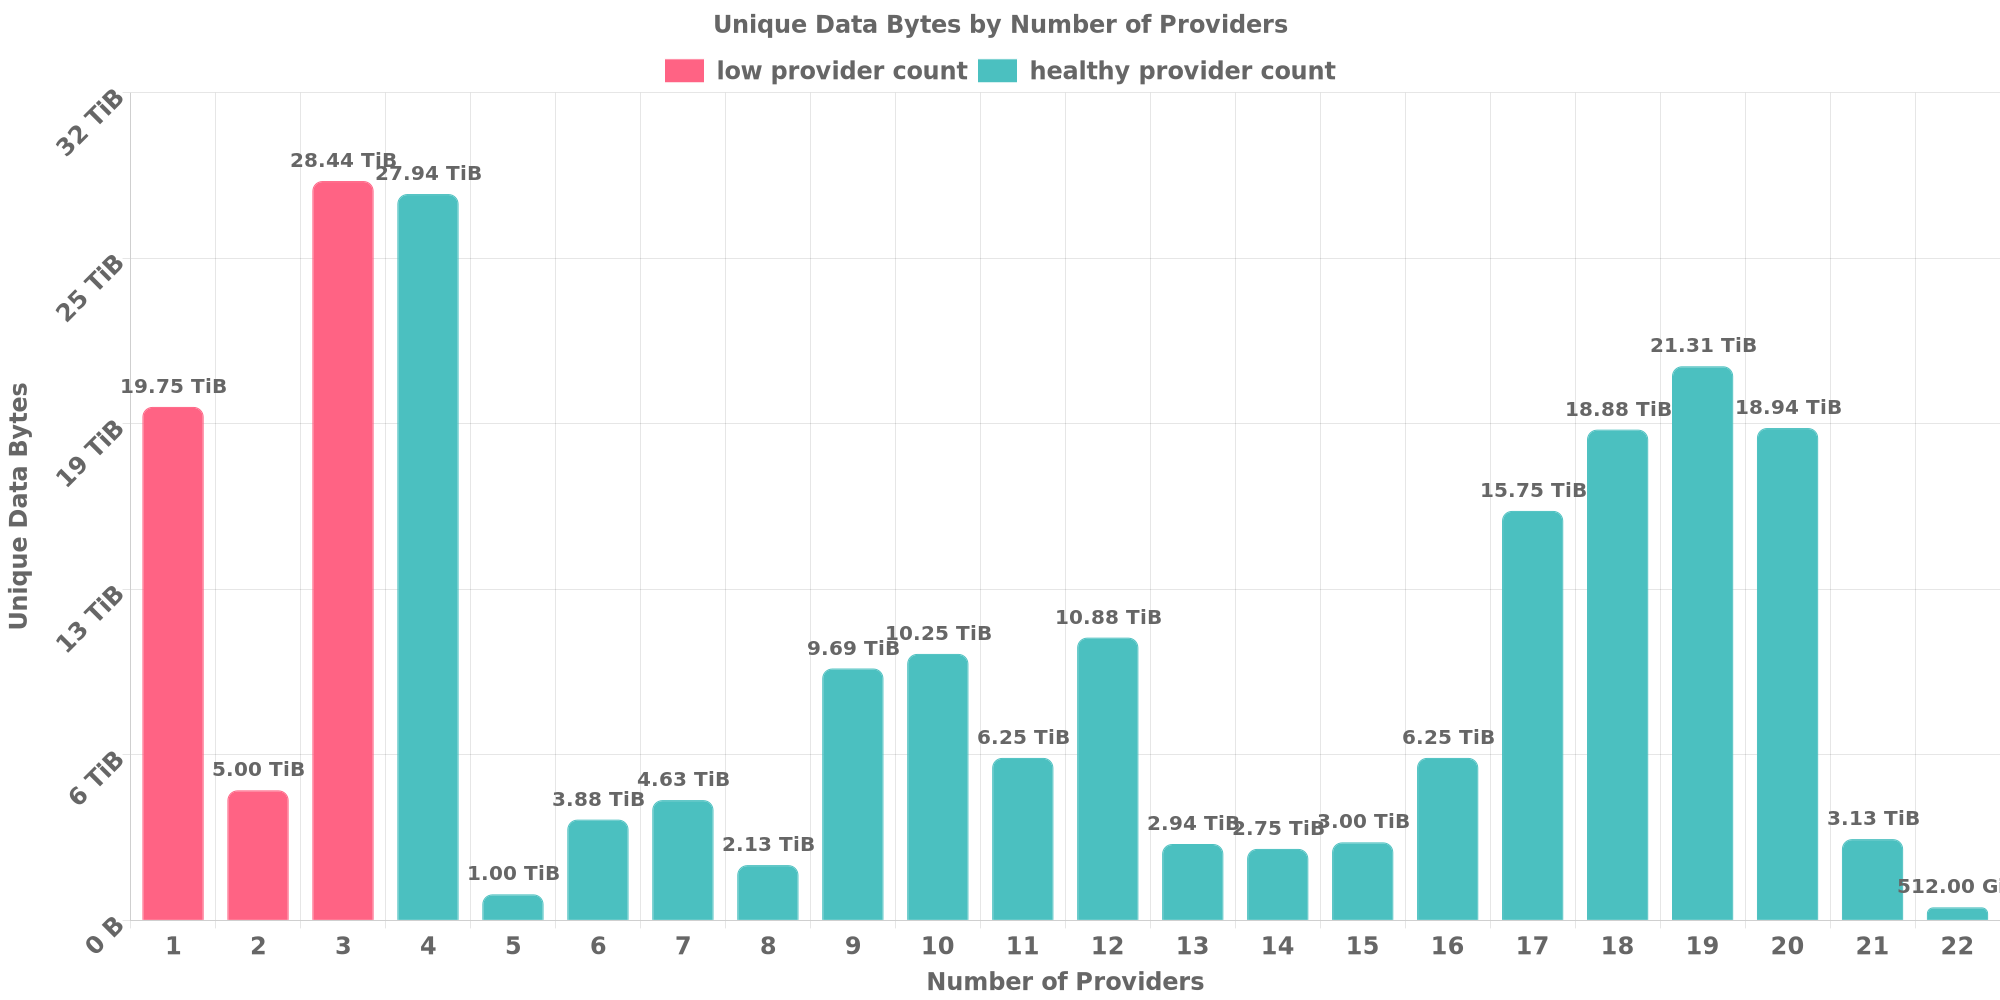 Unique Data Bytes by Number of Providers
low provider count healthy provider count
32 TiB
25 TiB
19 TiB
13 TiB
6 TiB
0 B
Unique Data Bytes
19.75 TiB
5.00 TiB
28.44 TiB
27.94 TiB
1.00 TiB
3.88 TiB
4.63 TiB
2.13 TiB
9.69 TiB
10.25 TiB
6.25 TiB
10.88 TiB
2.94 TiB
2.75 TiB
3.00 TiB
6.25 TiB
15.75 TiB
18.88 TiB
21.31 TiB
18.94 TiB
3.13 TiB
512.00 Gi
1 2 3 4 5 6 7 8 9 10 11 12 13 14 15 16 17 18 19 20 21 22
Number of Providers